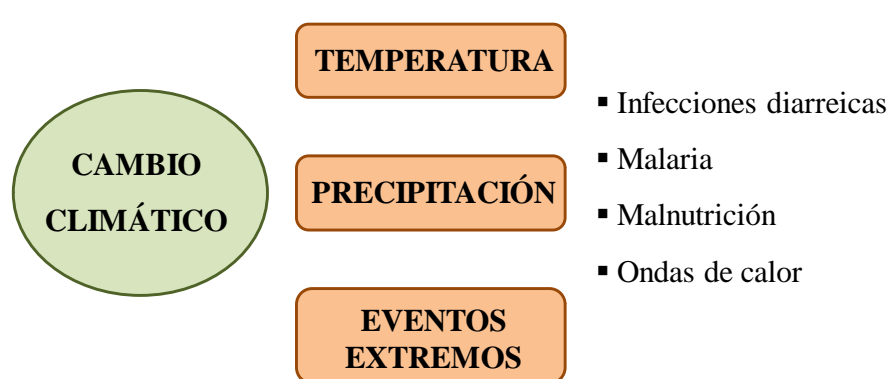 CAMBIO
CLIMÁTICO
TEMPERATURA
PRECIPITACIÓN
EVENTOS
EXTREMOS
▪ Infecciones diarreicas
▪ Malaria
▪ Malnutrición
▪ Ondas de calor